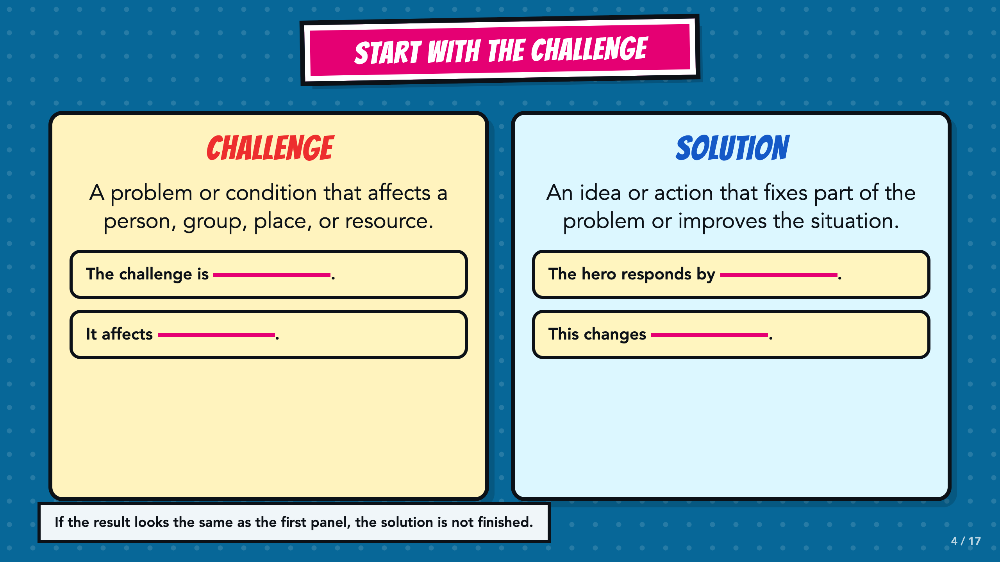 START WITH THE CHALLENGE
CHALLENGE
A problem or condition that affects a
person, group, place, or resource.
The challenge is ________.
It affects ________.
SOLUTION
An idea or action that fixes part of the
problem or improves the situation.
The hero responds by ________.
This changes ________.
If the result looks the same as the first panel, the solution is not finished.
4 / 17